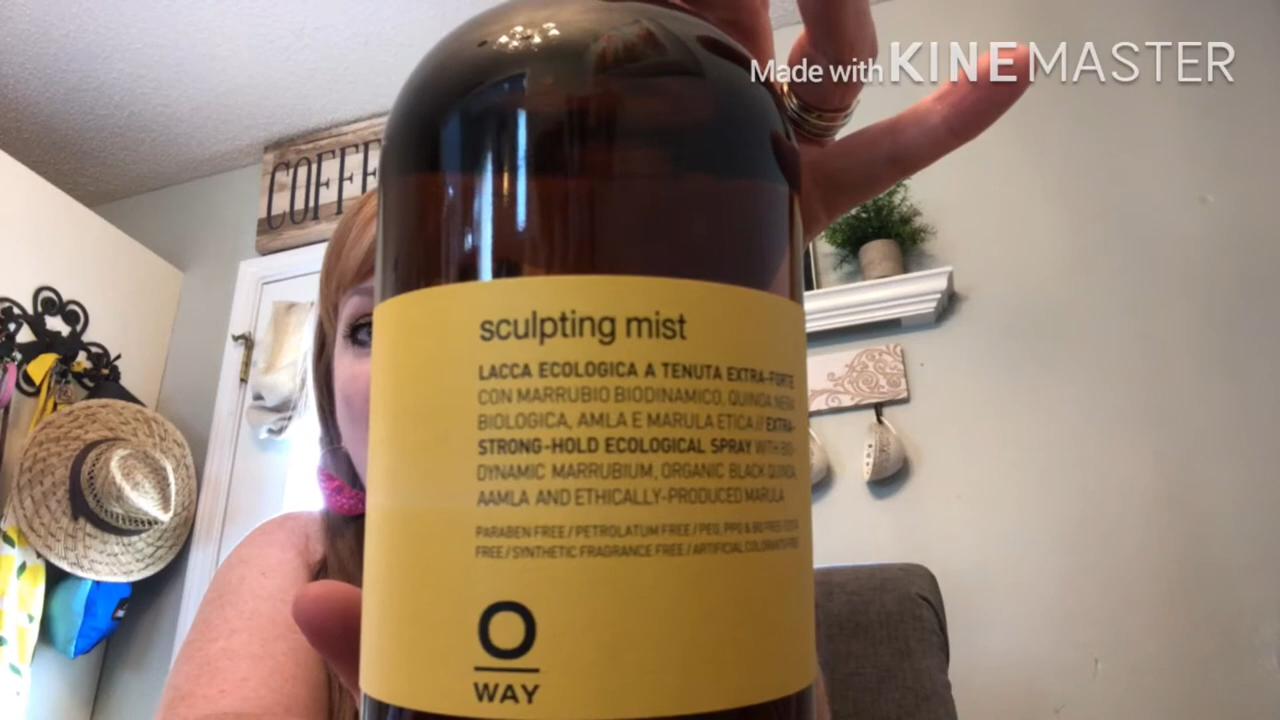 Made with KINEMASTER
COFFE
sculpting mist
LACCA ECOLOGICA A TENUTA EXTRA-FORTE
CON MARRUBIO BIODINAMICO, QUINOA NERA
BIOLOGICA, AMLA E MARULA ETICA // EXTRA-
STRONG-HOLD ECOLOGICAL SPRAY WITH BIO-
DYNAMIC MARRUBIUM, ORGANIC BLACK QUINOA,
AAMLA AND ETHICALLY-PRODUCED MARULA
PARABEN FREE / PETROLATUM FREE / PEG, PPG &
FREE / SYNTHETIC FRAGRANCE FREE / ARTIFICIAL COLORANTS FREE
O
WAY